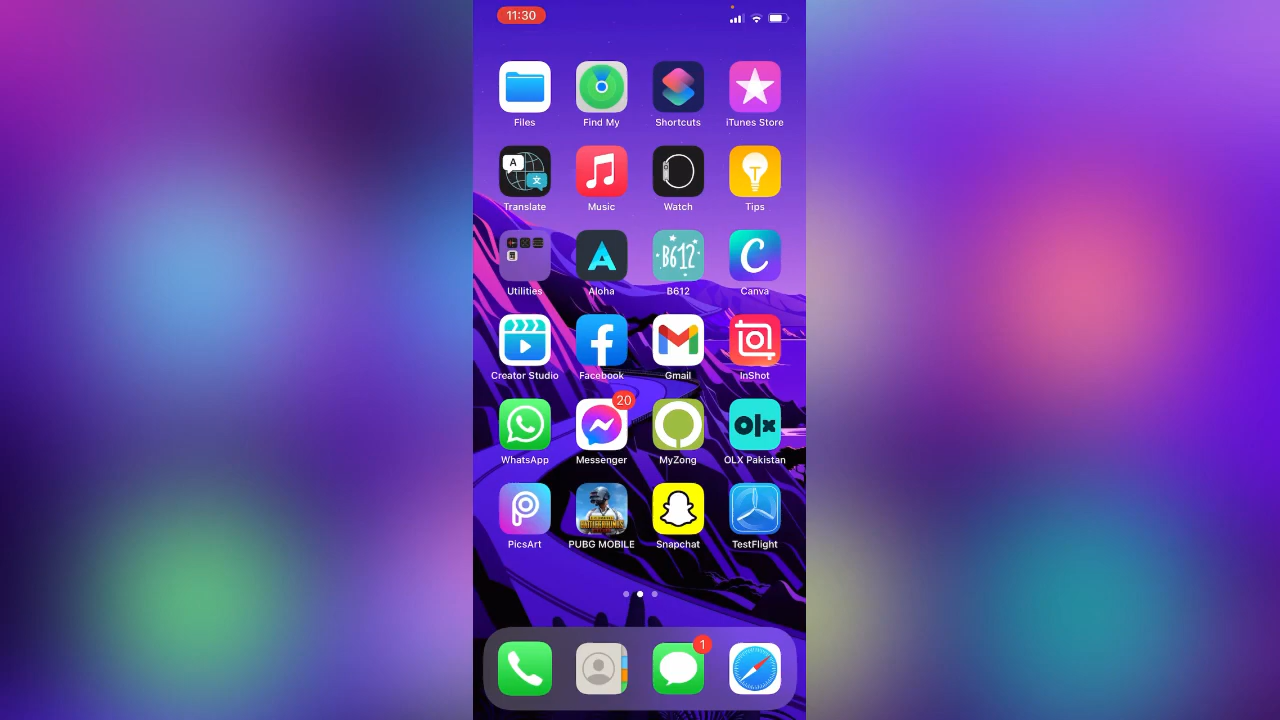 11:30
Files Find My Shortcuts iTunes Store
A 文 T
Translate Music Watch Tips
A B612 C
Utilities Aloha B612 Canva
Creator Studio Facebook Gmail InShot
20 olx
WhatsApp Messenger MyZong OLX Pakistan
PicsArt PUBG MOBILE Snapchat TestFlight
1